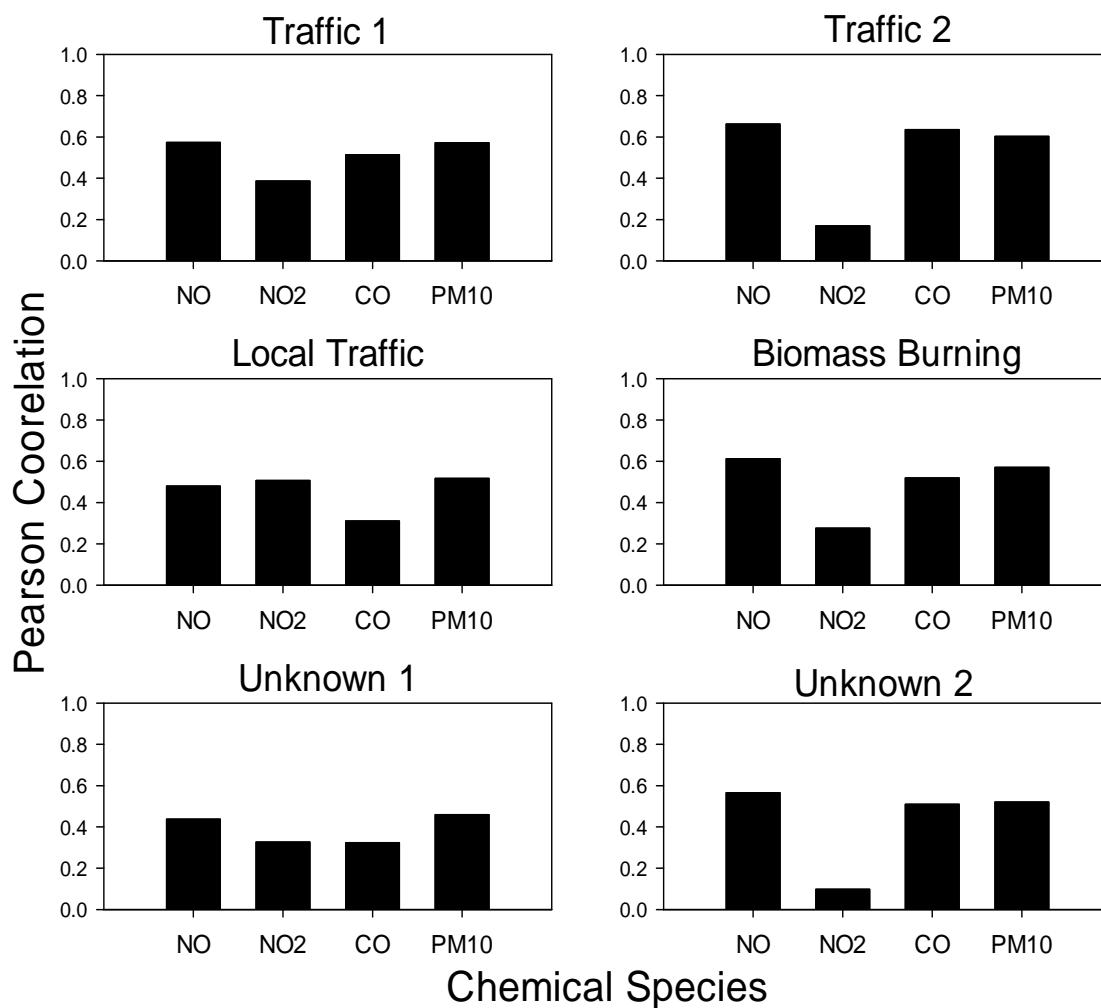 Traffic 1
1.0
0.8
0.6
0.4
0.2
0.0
NO NO2 CO PM10
Traffic 2
1.0
0.8
0.6
0.4
0.2
0.0
NO NO2 CO PM10
Local Traffic
1.0
0.8
0.6
0.4
0.2
0.0
NO NO2 CO PM10
Biomass Burning
1.0
0.8
0.6
0.4
0.2
0.0
NO NO2 CO PM10
Unknown 1
1.0
0.8
0.6
0.4
0.2
0.0
NO NO2 CO PM10
Unknown 2
1.0
0.8
0.6
0.4
0.2
0.0
NO NO2 CO PM10
Pearson Coorelation
Chemical Species